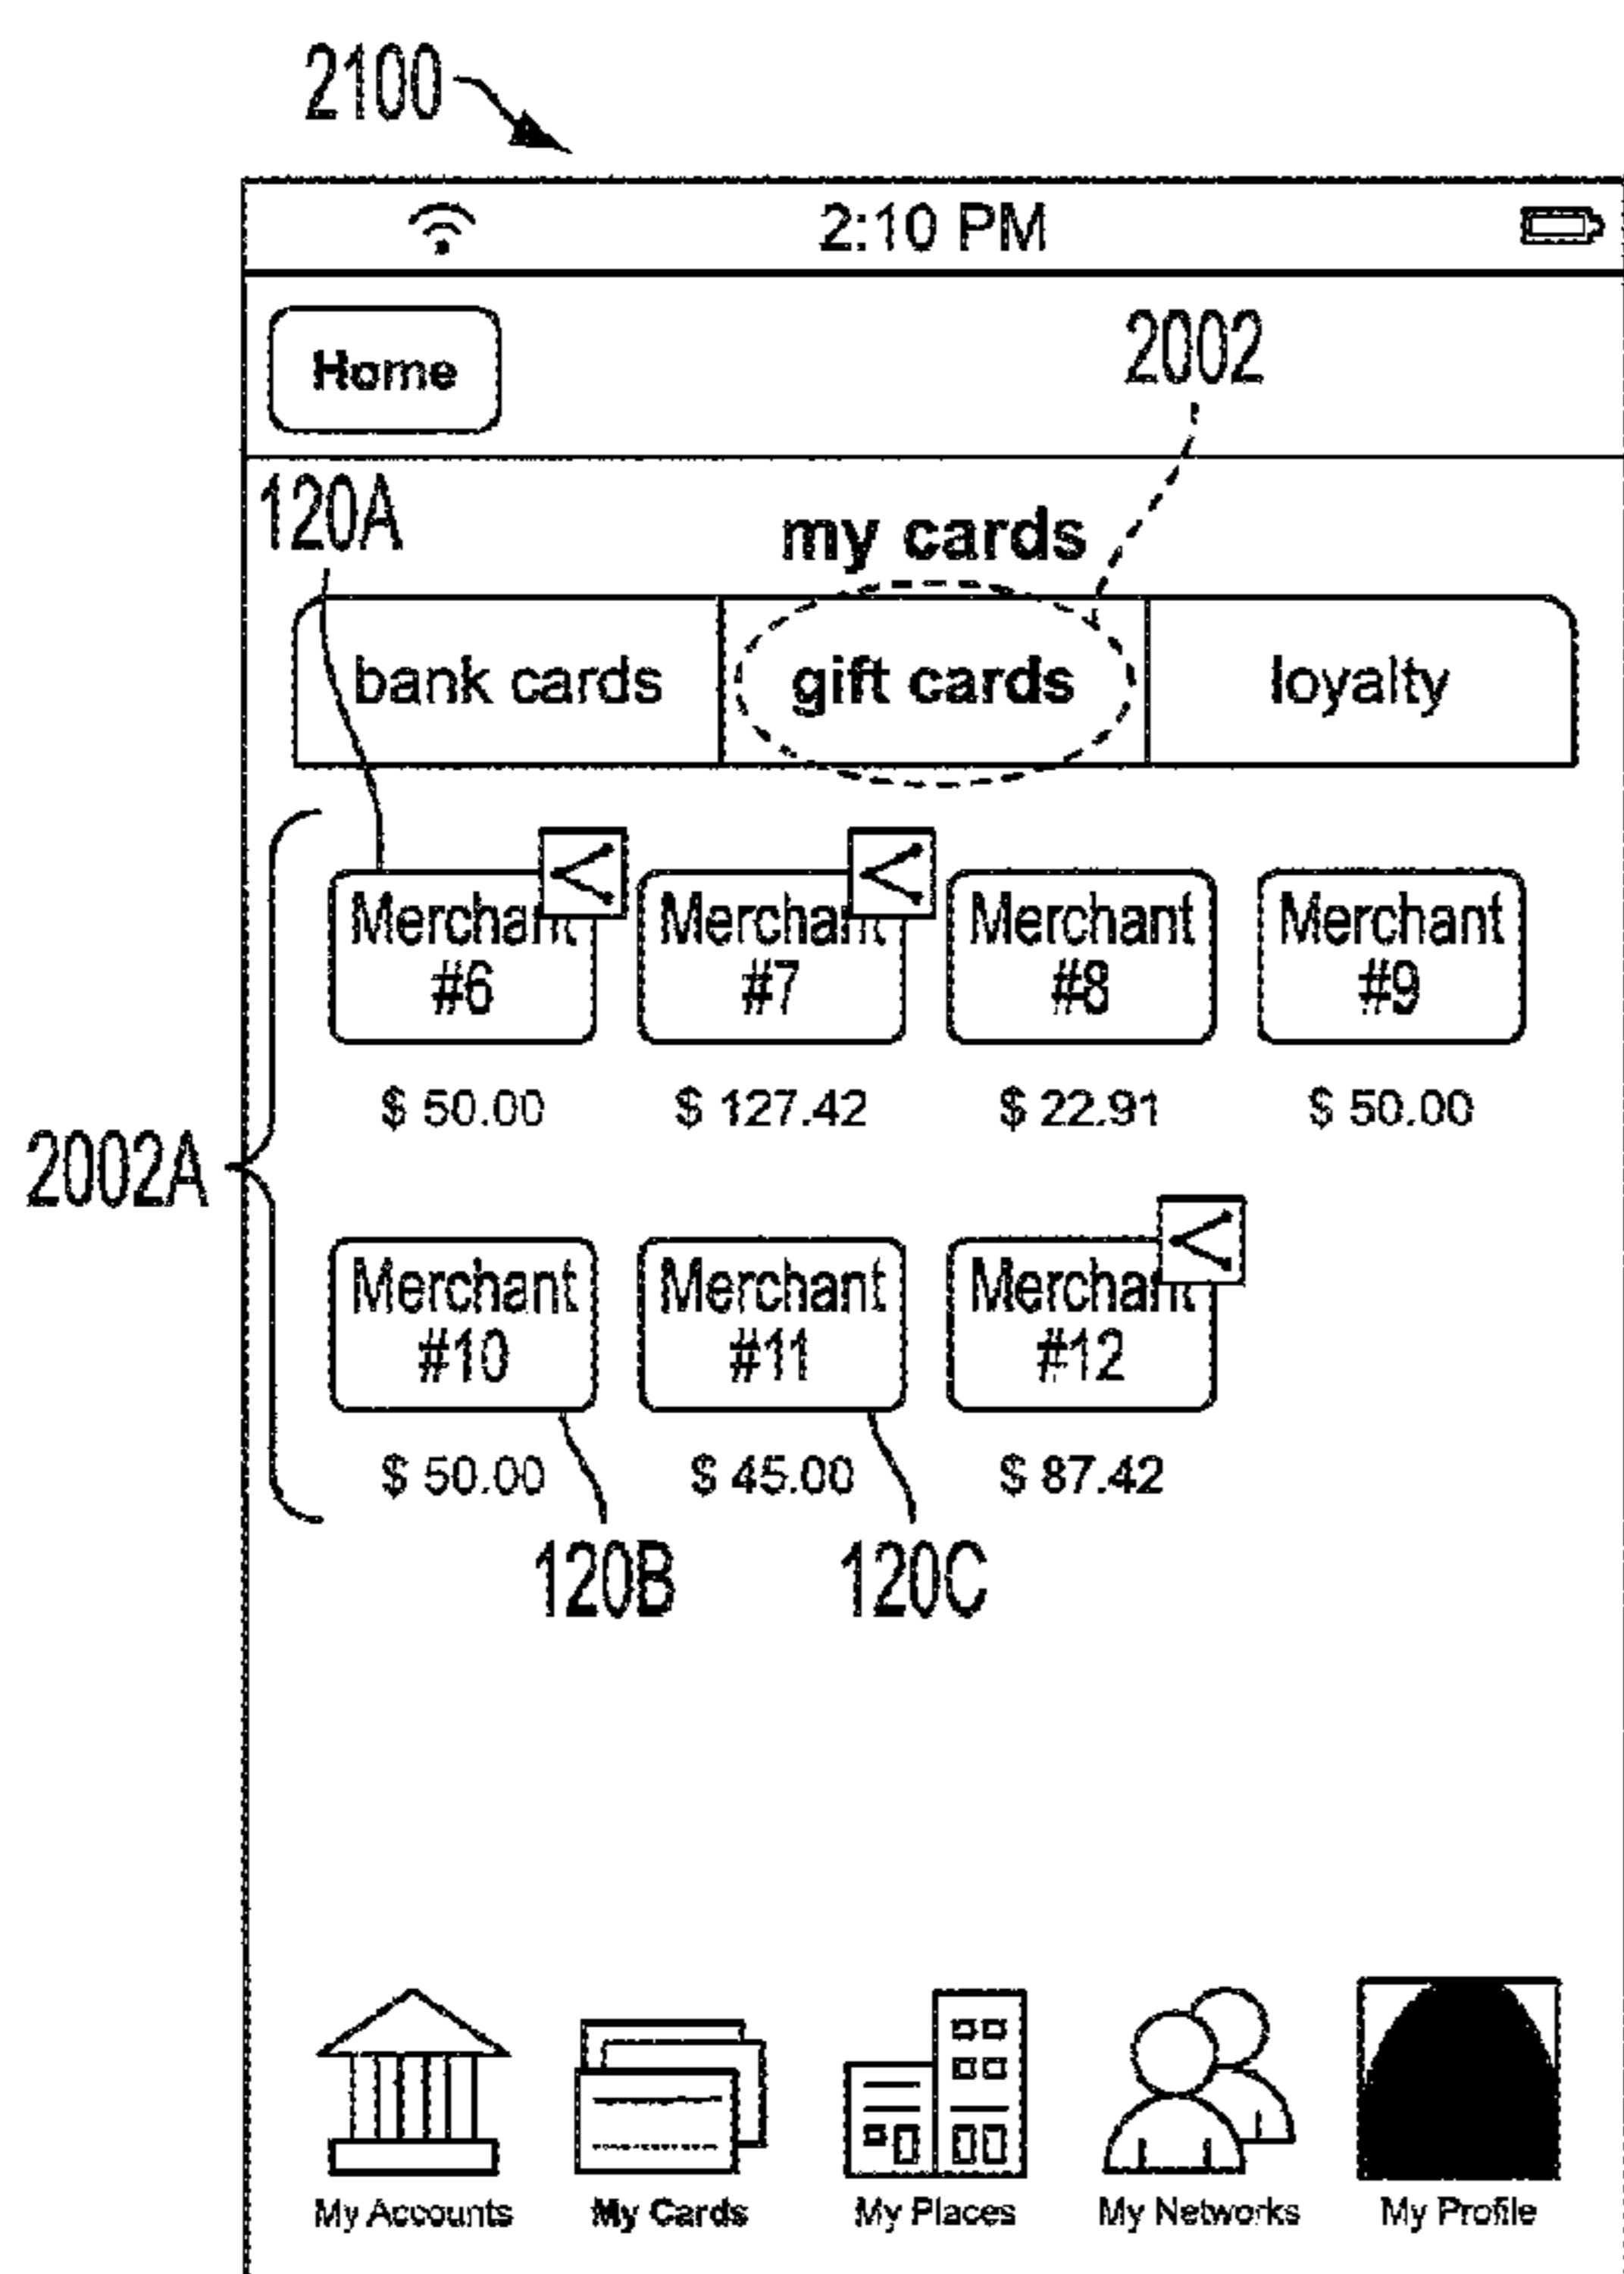 2100
2:10 PM
Home
2002
120A
my cards
bank cards gift cards loyalty
Merchant #6
Merchant #7
Merchant #8
Merchant #9
$ 50.00 $ 127.42 $ 22.91 $ 50.00
2002A
Merchant #10
Merchant #11
Merchant #12
$ 50.00 $ 45.00 $ 87.42
120B 120C
My Accounts My Cards My Places My Networks My Profile